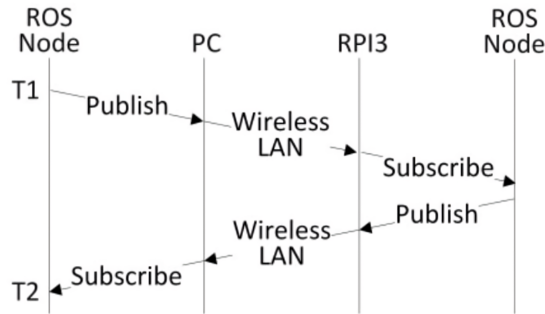 ROS
Node
PC
RPI3
ROS
Node
T1
Publish
Wireless
LAN
Subscribe
Publish
Wireless
LAN
Subscribe
T2